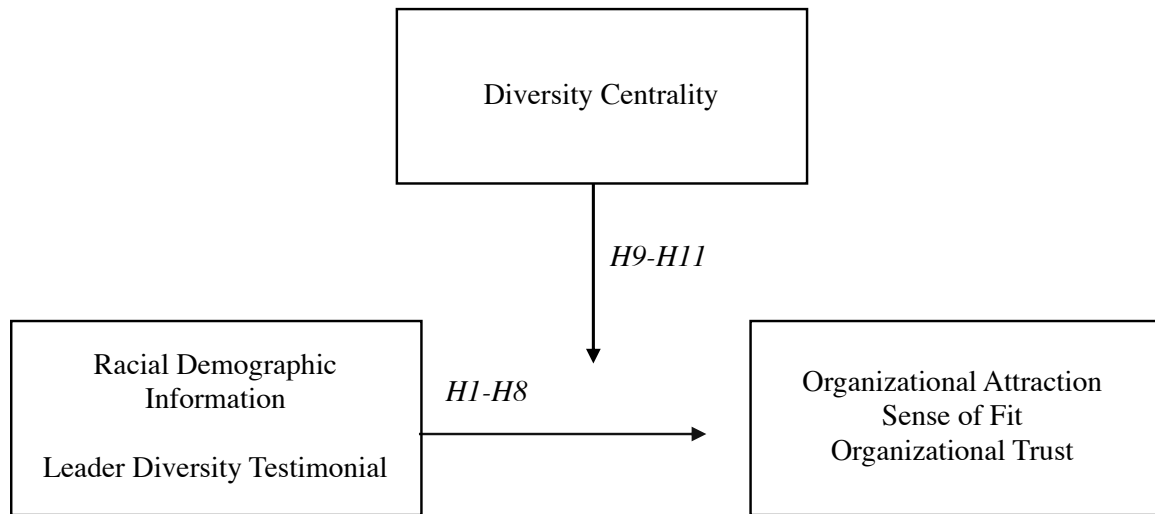 Diversity Centrality
H9-H11
Racial Demographic
Information
Leader Diversity Testimonial
H1-H8
Organizational Attraction
Sense of Fit
Organizational Trust